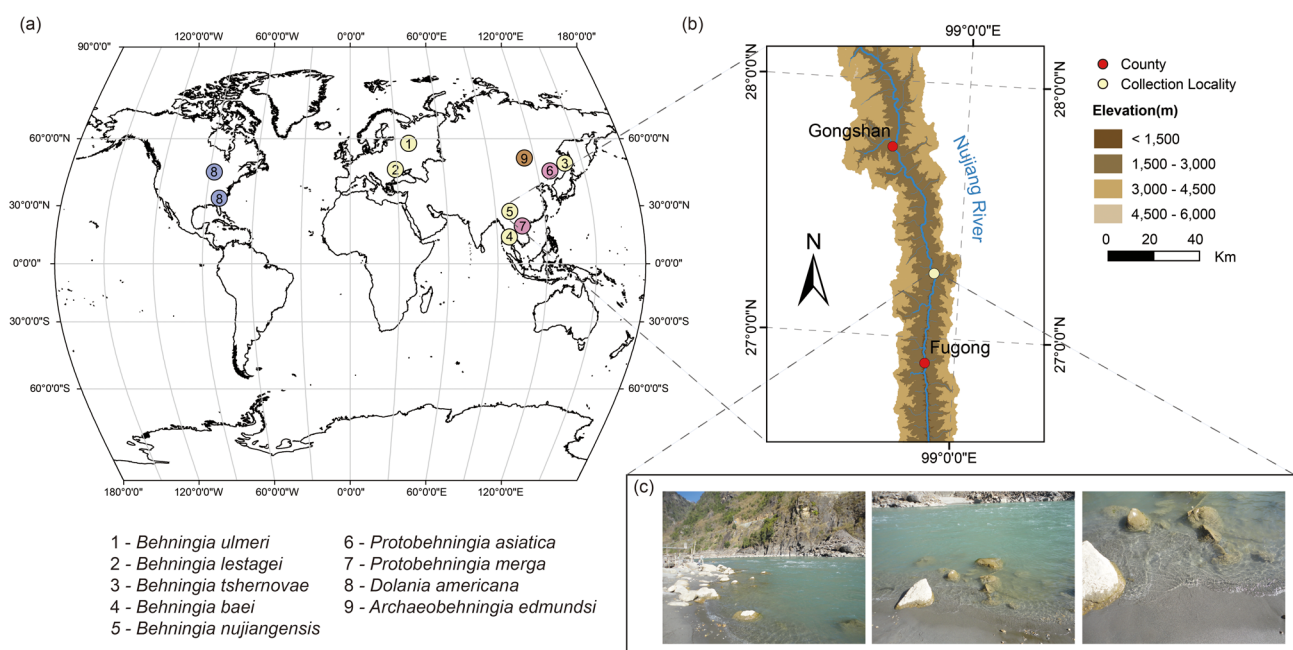 (a)
120°0'0"W 60°0'0"W 0°0'0" 60°0'0"E 120°0'0"E 180°0'0"
90°0'0"
60°0'0"N 60°0'0"N
30°0'0"N 30°0'0"N
0°0'0" 0°0'0"
30°0'0"S 30°0'0"S
60°0'0"S 60°0'0"S
180°0'0" 120°0'0"W 60°0'0"W 0°0'0" 60°0'0"E 120°0'0"E
1
2
3
4
5
6
7
8
8
9
1 - Behningia ulmeri
2 - Behningia lestagei
3 - Behningia tshernovae
4 - Behningia baei
5 - Behningia nujiangensis
6 - Protobehningia asiatica
7 - Protobehningia merga
8 - Dolania americana
9 - Archaeobehningia edmundsi
(b)
99°0'0"E
28°0'0"N 28°0'0"N
Gongshan
Nujiang River
N
27°0'0"N 27°0'0"N
Fugong
99°0'0"E
County
Collection Locality
Elevation(m)
< 1,500
1,500 - 3,000
3,000 - 4,500
4,500 - 6,000
0 20 40
Km
(c)